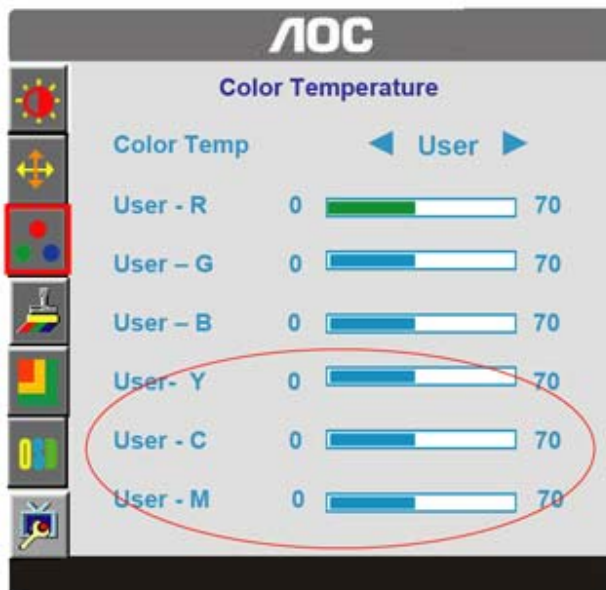 AOC
Color Temperature
Color Temp User
User - R 0 70
User – G 0 70
User – B 0 70
User- Y 0 70
User - C 0 70
User - M 0 70
OSD